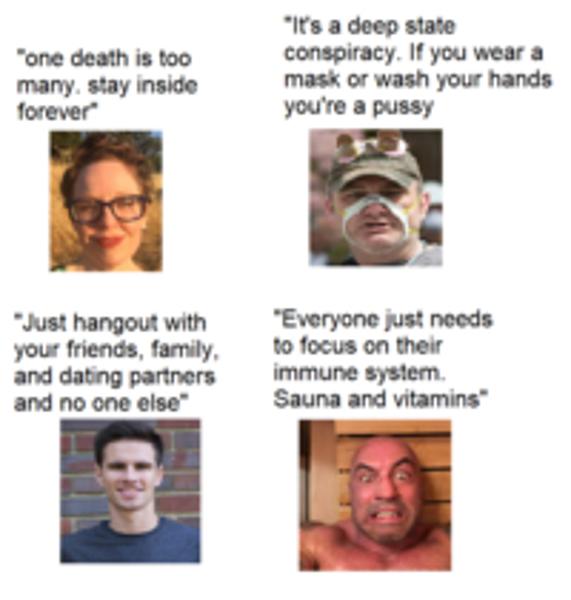 "one death is too
many. stay inside
forever"
"It's a deep state
conspiracy. If you wear a
mask or wash your hands
you're a pussy
"Just hangout with
your friends, family,
and dating partners
and no one else"
"Everyone just needs
to focus on their
immune system.
Sauna and vitamins"